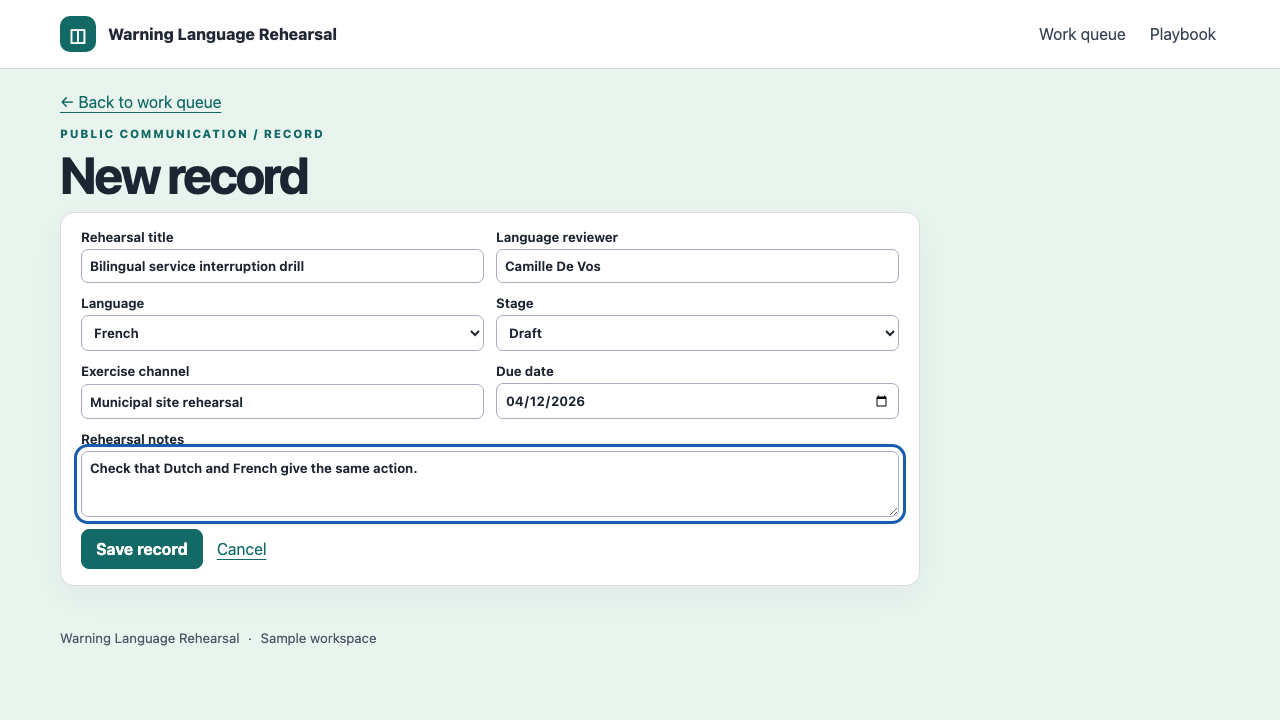 Warning Language Rehearsal
Work queue
Playbook
← Back to work queue
PUBLIC COMMUNICATION / RECORD
New record
Rehearsal title
Bilingual service interruption drill
Language reviewer
Camille De Vos
Language
French
Stage
Draft
Exercise channel
Municipal site rehearsal
Due date
04/12/2026
Rehearsal notes
Check that Dutch and French give the same action.
Save record
Cancel
Warning Language Rehearsal · Sample workspace